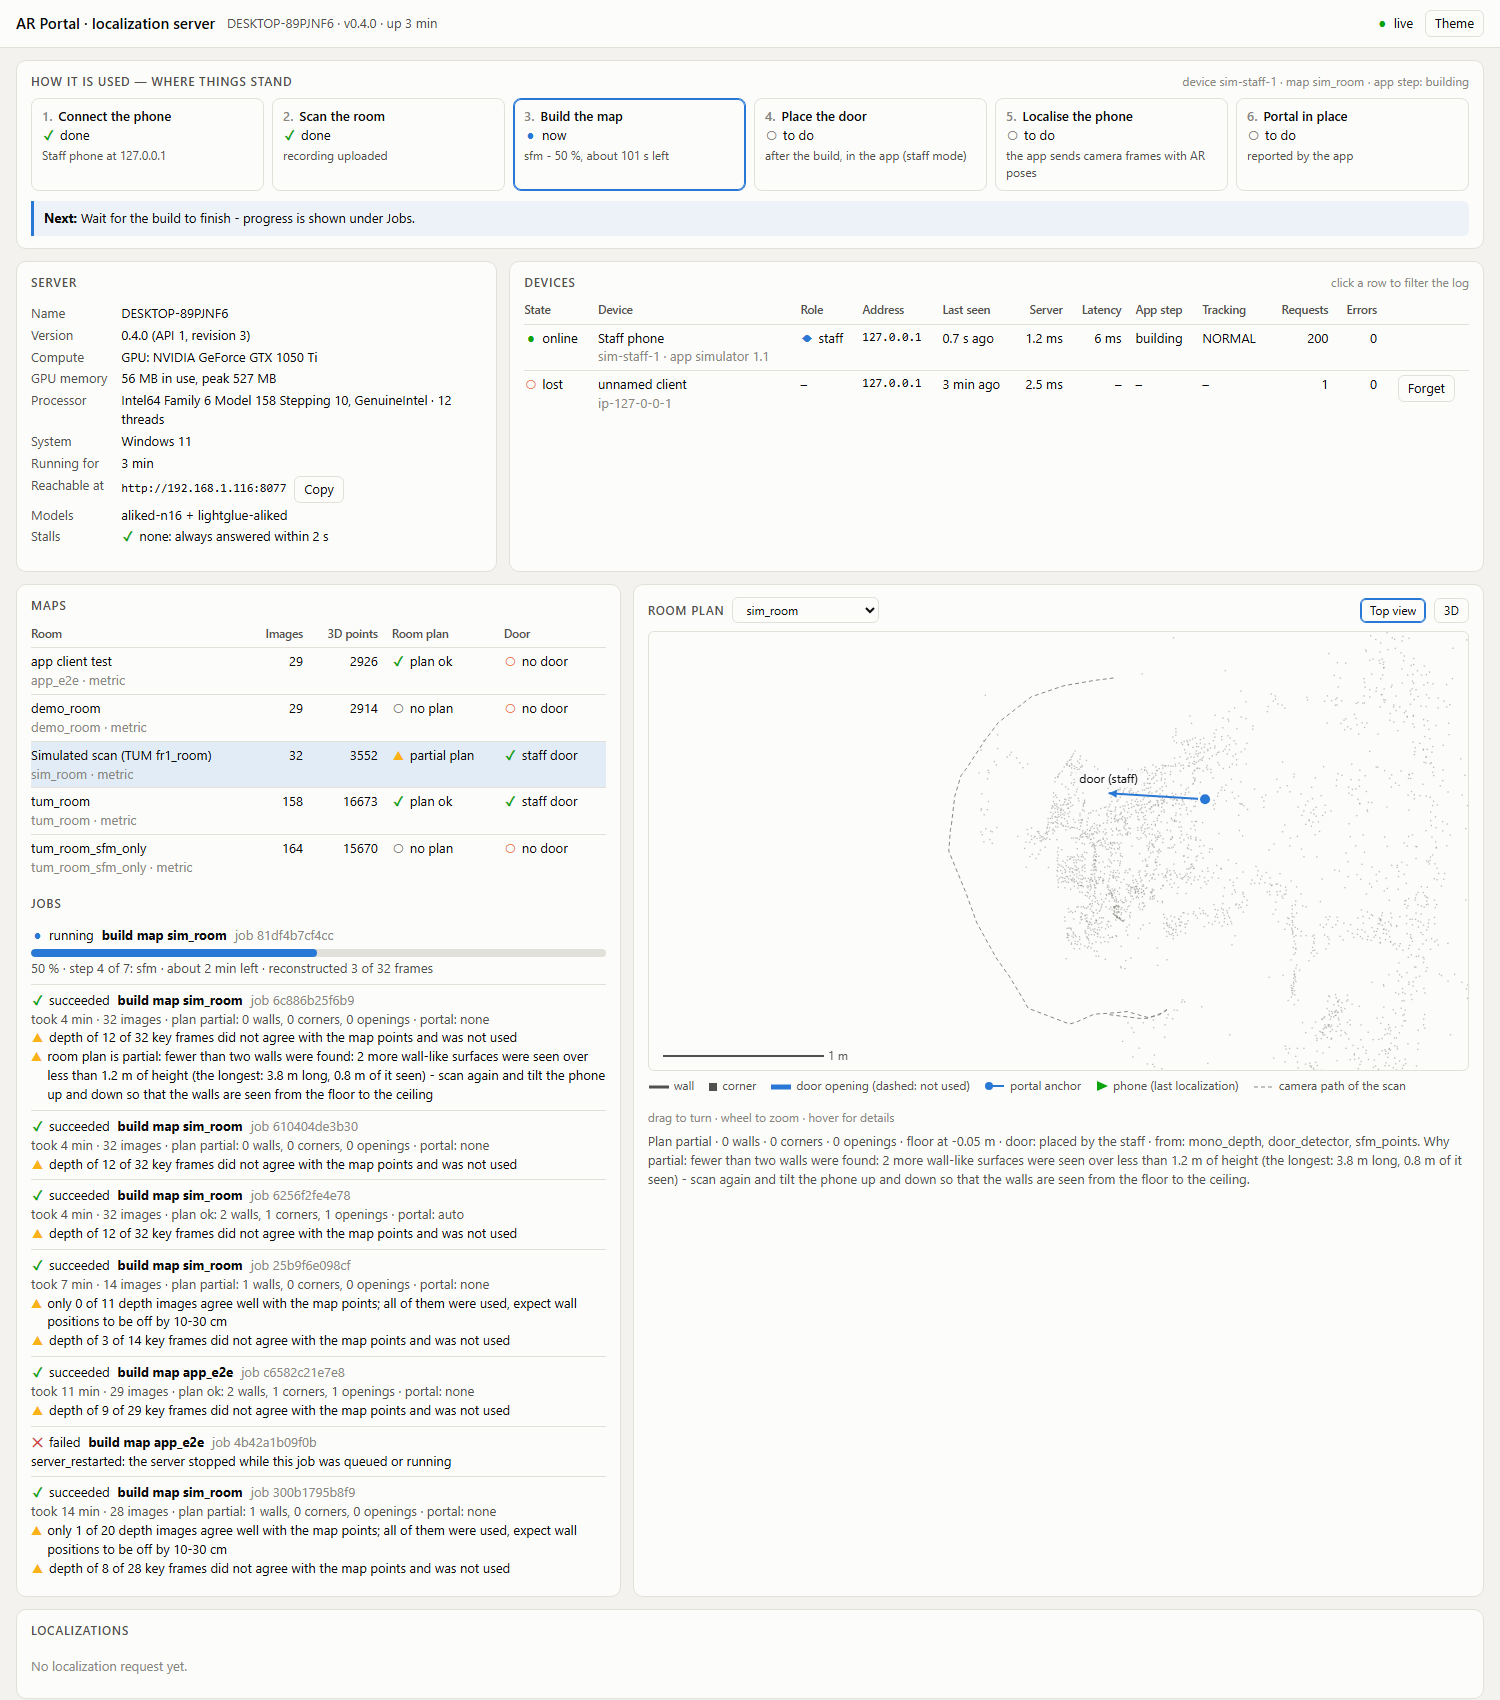 AR Portal · localization server DESKTOP-89PJNF6 · v0.4.0 · up 3 min
live Theme
HOW IT IS USED — WHERE THINGS STAND
device sim-staff-1 · map sim_room · app step: building
1. Connect the phone
done
Staff phone at 127.0.0.1
2. Scan the room
done
recording uploaded
3. Build the map
now
sfm - 50 %, about 101 s left
4. Place the door
to do
after the build, in the app (staff mode)
5. Localise the phone
to do
the app sends camera frames with AR
poses
6. Portal in place
to do
reported by the app
Next: Wait for the build to finish - progress is shown under Jobs.
SERVER
Name DESKTOP-89PJNF6
Version 0.4.0 (API 1, revision 3)
Compute GPU: NVIDIA GeForce GTX 1050 Ti
GPU memory 56 MB in use, peak 527 MB
Processor Intel64 Family 6 Model 158 Stepping 10, GenuineIntel · 12
threads
System Windows 11
Running for 3 min
Reachable at http://192.168.1.116:8077 Copy
Models aliked-n16 + lightglue-aliked
Stalls ✓ none: always answered within 2 s
DEVICES
click a row to filter the log
State Device Role Address Last seen Server Latency App step Tracking Requests Errors
online Staff phone staff 127.0.0.1 0.7 s ago 1.2 ms 6 ms building NORMAL 200 0
sim-staff-1 · app simulator 1.1
lost unnamed client – 127.0.0.1 3 min ago 2.5 ms – – – 1 0 Forget
ip-127-0-0-1
MAPS
Room Images 3D points Room plan Door
app client test 29 2926 ✓ plan ok no door
app_e2e · metric
demo_room 29 2914 no plan no door
demo_room · metric
Simulated scan (TUM fr1_room) 32 3552 partial plan ✓ staff door
sim_room · metric
tum_room 158 16673 ✓ plan ok ✓ staff door
tum_room · metric
tum_room_sfm_only 164 15670 no plan no door
tum_room_sfm_only · metric
JOBS
running build map sim_room job 81df4b7cf4cc
50 % · step 4 of 7: sfm · about 2 min left · reconstructed 3 of 32 frames
✓ succeeded build map sim_room job 6c886b25f6b9
took 4 min · 32 images · plan partial: 0 walls, 0 corners, 0 openings · portal: none
depth of 12 of 32 key frames did not agree with the map points and was not used
room plan is partial: fewer than two walls were found: 2 more wall-like surfaces were seen over
less than 1.2 m of height (the longest: 3.8 m long, 0.8 m of it seen) - scan again and tilt the phone
up and down so that the walls are seen from the floor to the ceiling
✓ succeeded build map sim_room job 610404de3b30
took 4 min · 32 images · plan partial: 0 walls, 0 corners, 0 openings · portal: none
depth of 12 of 32 key frames did not agree with the map points and was not used
✓ succeeded build map sim_room job 6256f2fe4e78
took 4 min · 32 images · plan ok: 2 walls, 1 corners, 1 openings · portal: auto
depth of 12 of 32 key frames did not agree with the map points and was not used
✓ succeeded build map sim_room job 25b9f6e098cf
took 7 min · 14 images · plan partial: 1 walls, 0 corners, 0 openings · portal: none
only 0 of 11 depth images agree well with the map points; all of them were used, expect wall
positions to be off by 10-30 cm
depth of 3 of 14 key frames did not agree with the map points and was not used
✓ succeeded build map app_e2e job c6582c21e7e8
took 11 min · 29 images · plan ok: 2 walls, 1 corners, 1 openings · portal: none
depth of 9 of 29 key frames did not agree with the map points and was not used
✕ failed build map app_e2e job 4b42a1b09f0b
server_restarted: the server stopped while this job was queued or running
✓ succeeded build map sim_room job 300b1795b8f9
took 14 min · 28 images · plan partial: 1 walls, 0 corners, 0 openings · portal: none
only 1 of 20 depth images agree well with the map points; all of them were used, expect wall
positions to be off by 10-30 cm
depth of 8 of 28 key frames did not agree with the map points and was not used
ROOM PLAN sim_room Top view 3D
door (staff)
1 m
wall corner door opening (dashed: not used) portal anchor phone (last localization) camera path of the scan
drag to turn · wheel to zoom · hover for details
Plan partial · 0 walls · 0 corners · 0 openings · floor at -0.05 m · door: placed by the staff · from: mono_depth, door_detector, sfm_points. Why
partial: fewer than two walls were found: 2 more wall-like surfaces were seen over less than 1.2 m of height (the longest: 3.8 m long, 0.8 m of it
seen) - scan again and tilt the phone up and down so that the walls are seen from the floor to the ceiling.
LOCALIZATIONS
No localization request yet.